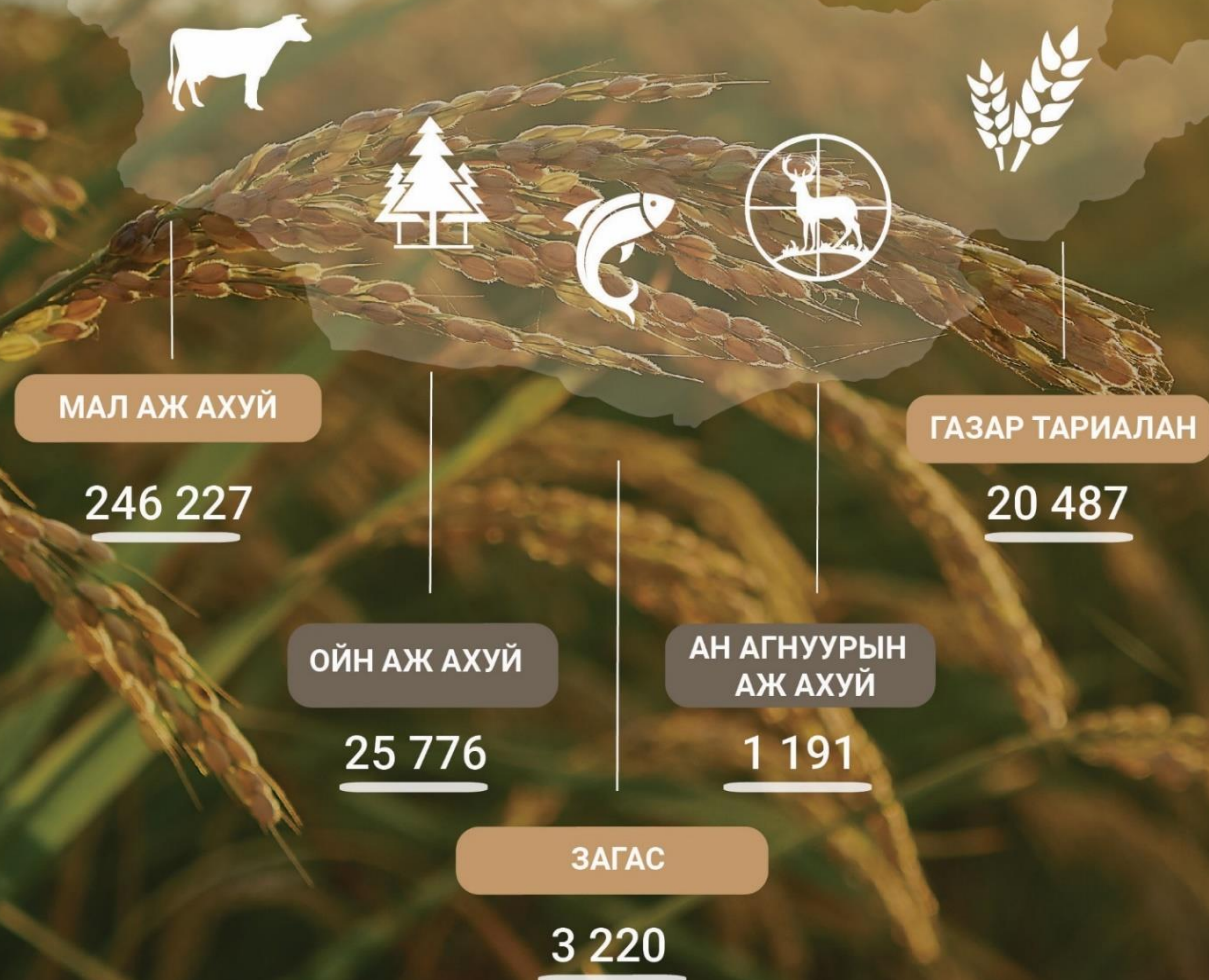 МАЛ АЖ АХУЙ
246 227
ГАЗАР ТАРИАЛАН
20 487
ОЙН АЖ АХУЙ
25 776
АН АГНУУРЫН
АЖ АХУЙ
1 191
ЗАГАС
3 220